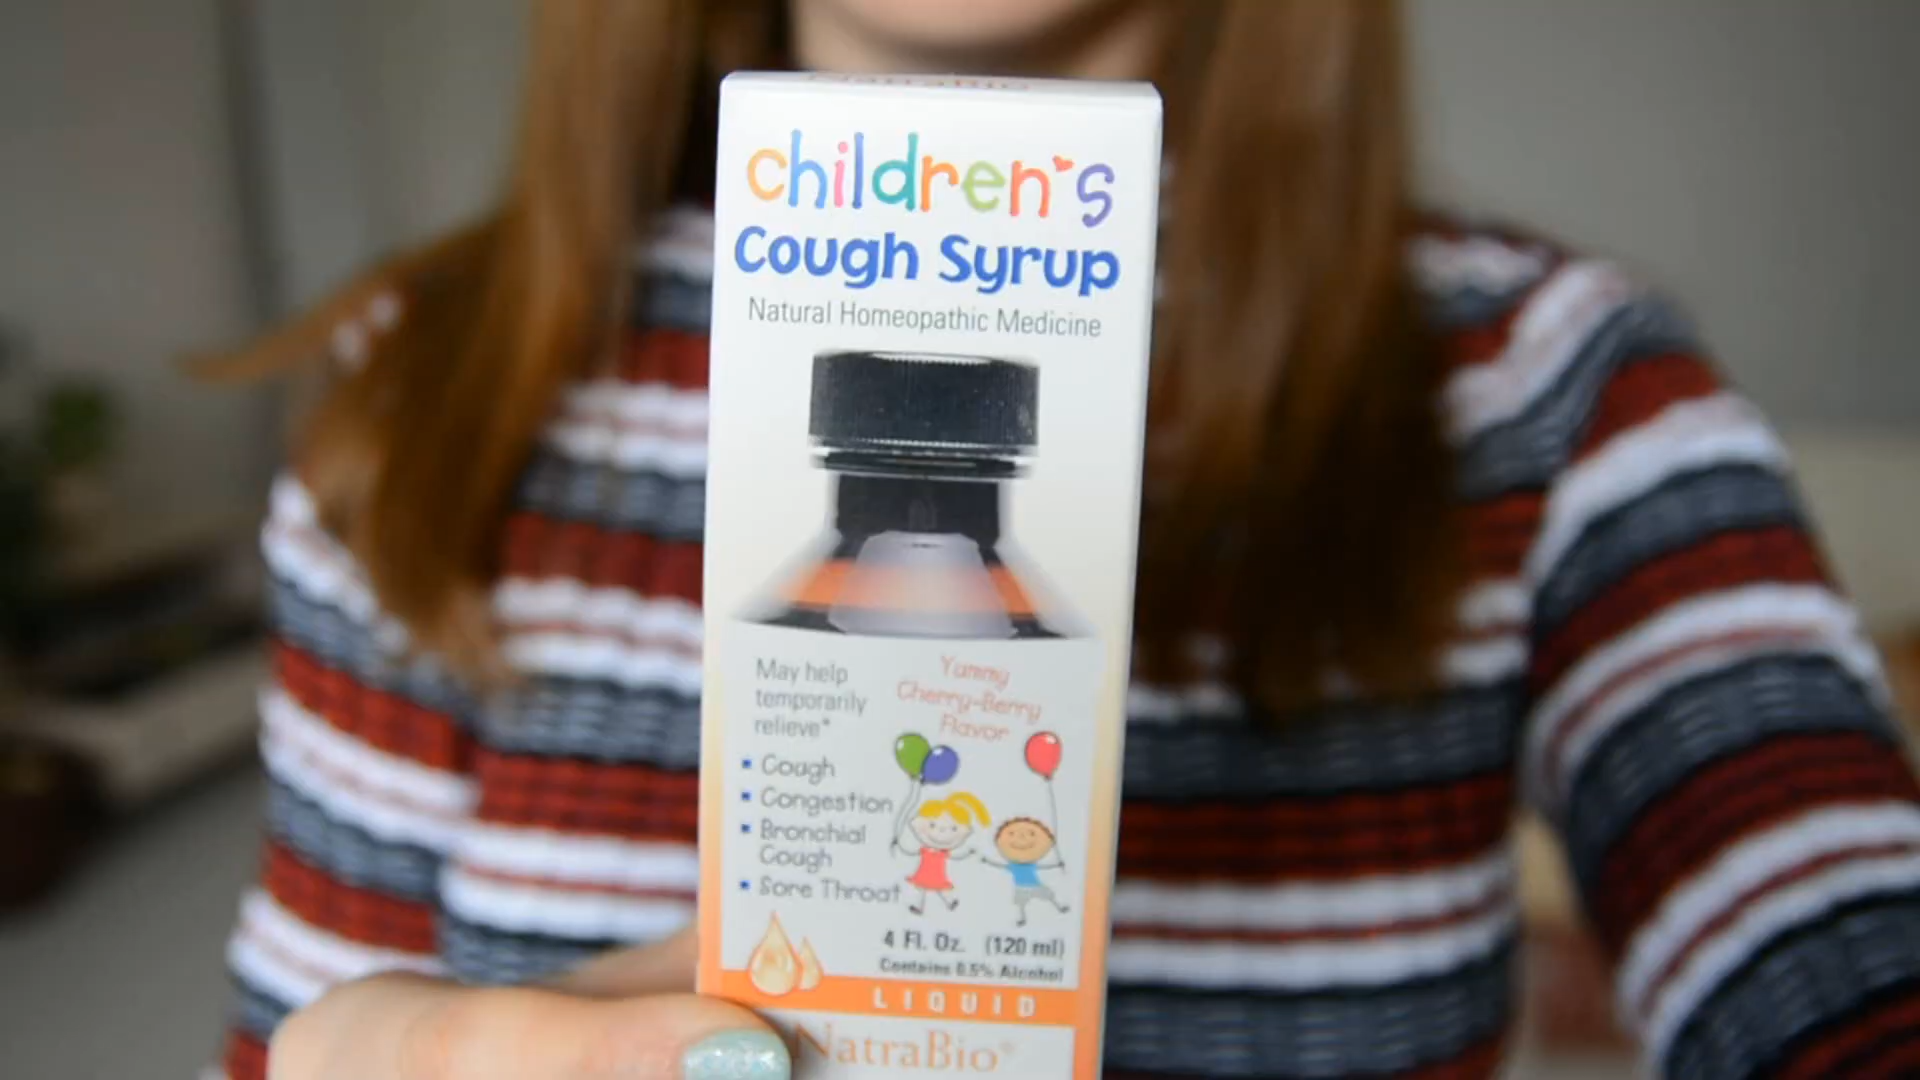 NatraBio
children's
Cough Syrup
Natural Homeopathic Medicine
May help
temporarily
relieve*
Yummy
Cherry-Berry
Flavor
▪ Cough
▪ Congestion
▪ Bronchial
Cough
▪ Sore Throat
4 Fl. Oz. (120 ml)
Contains 0.5% Alcohol
LIQUID
NatraBio®